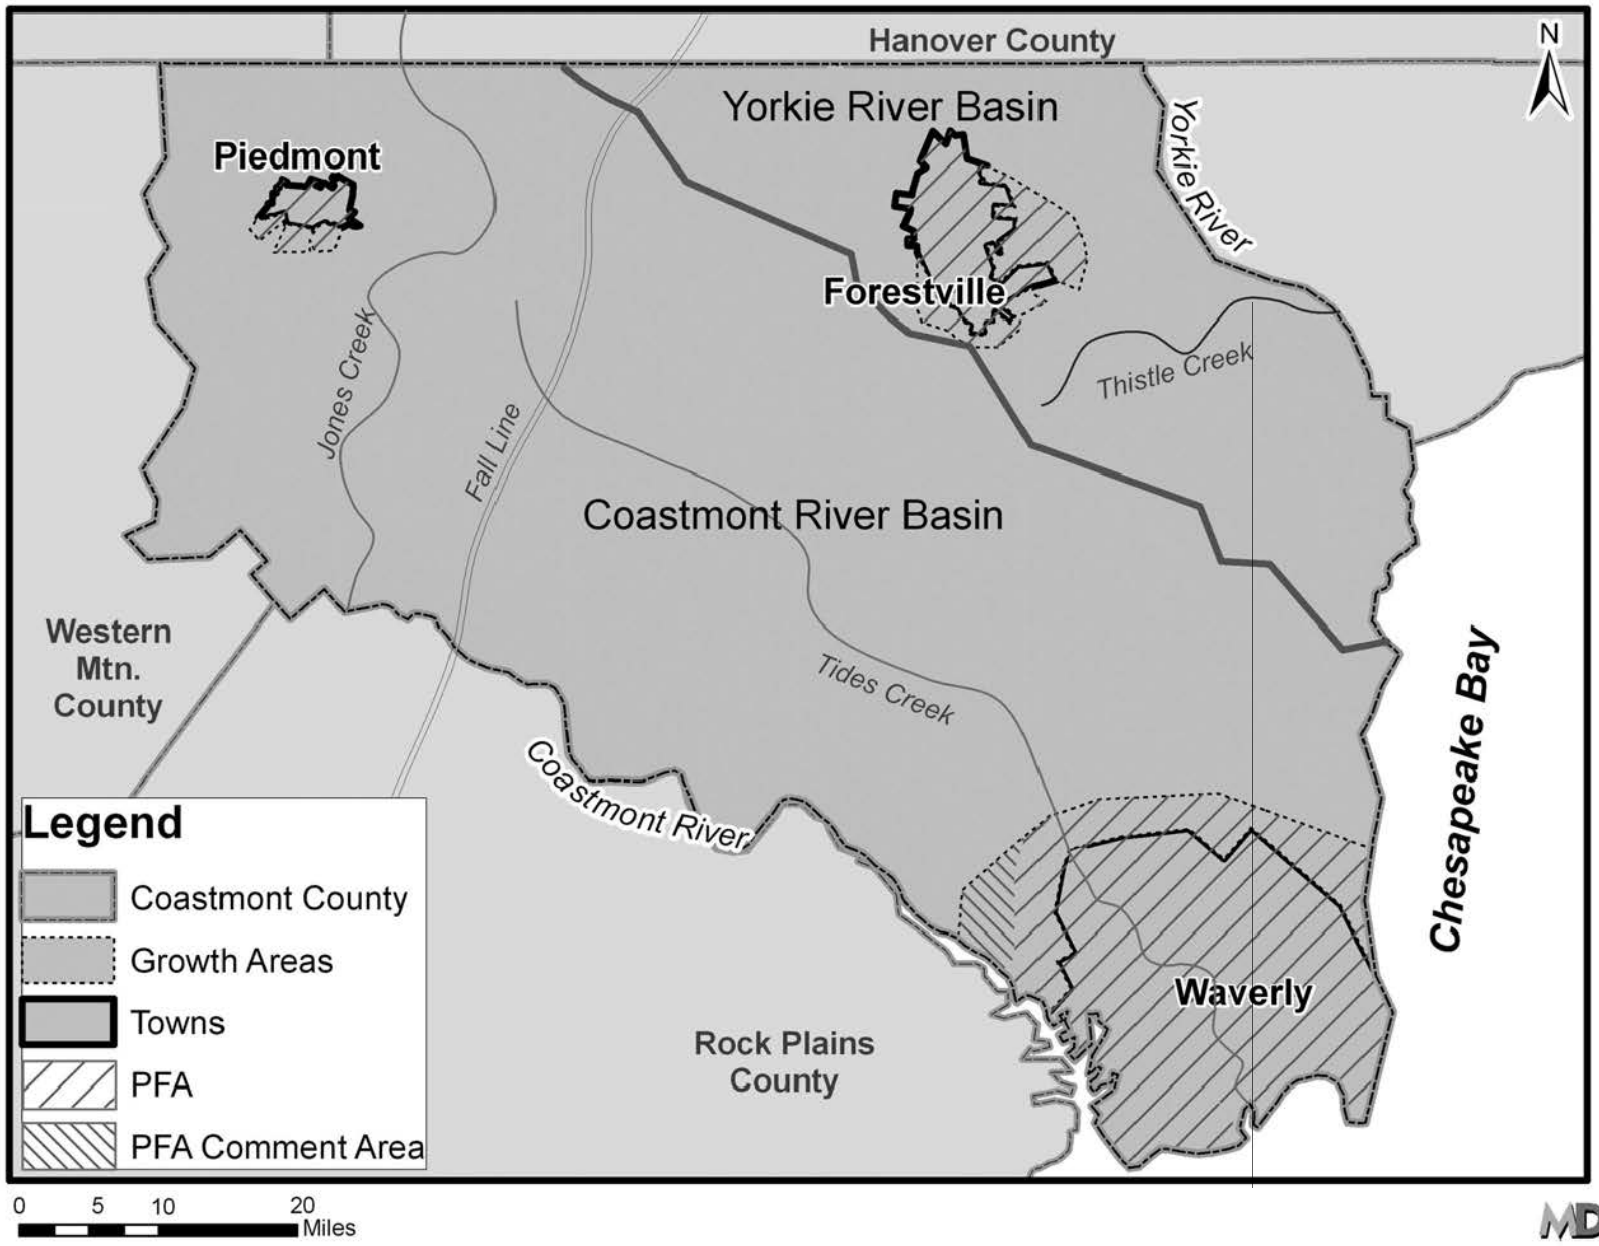 Hanover County
N
Yorkie River Basin
Yorkie River
Piedmont
Forestville
Jones Creek
Thistle Creek
Fall Line
Coastmont River Basin
Western
Mtn.
County
Tides Creek
Chesapeake Bay
Coastmont River
Legend
Coastmont County
Growth Areas
Towns
PFA
PFA Comment Area
Waverly
Rock Plains
County
0 5 10 20
Miles
MD